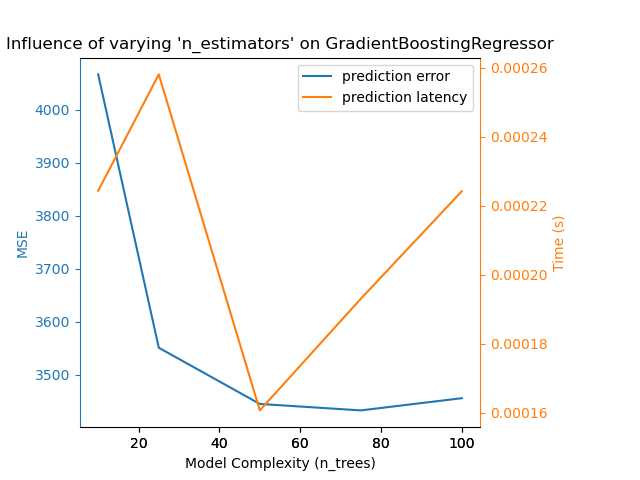 Influence of varying 'n_estimators' on GradientBoostingRegressor
prediction error
prediction latency
4000
3900
3800
3700
3600
3500
MSE
0.00026
0.00024
0.00022
0.00020
0.00018
0.00016
Time (s)
20 40 60 80 100
Model Complexity (n_trees)